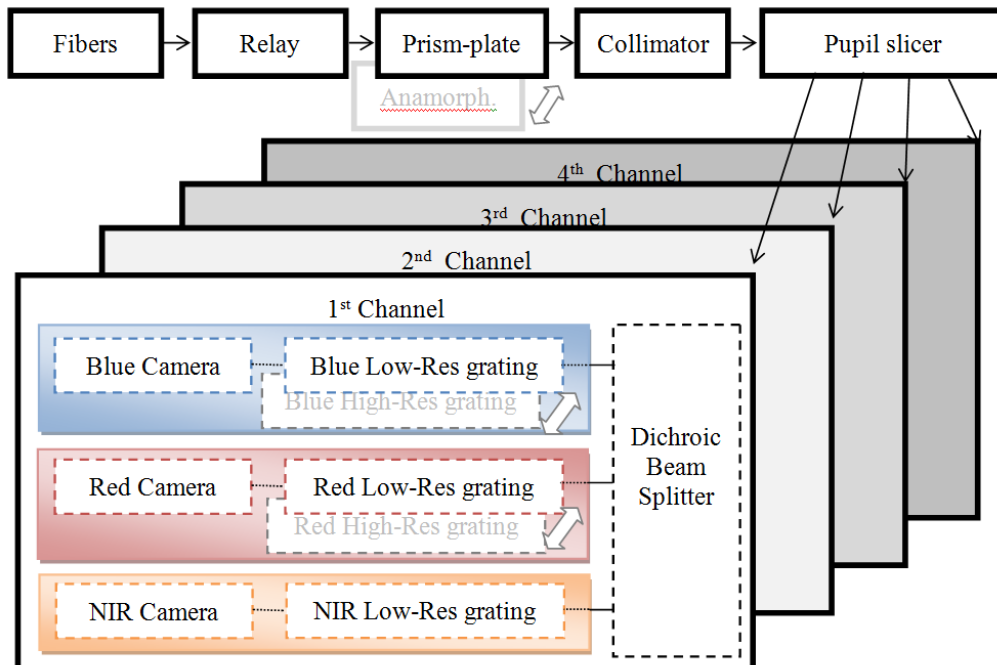 Fibers
Relay
Prism-plate
Collimator
Pupil slicer
Anamorph.
4th Channel
3rd Channel
2nd Channel
1st Channel
Blue Camera
Blue Low-Res grating
Blue High-Res grating
Dichroic
Beam
Splitter
Red Camera
Red Low-Res grating
Red High-Res grating
NIR Camera
NIR Low-Res grating